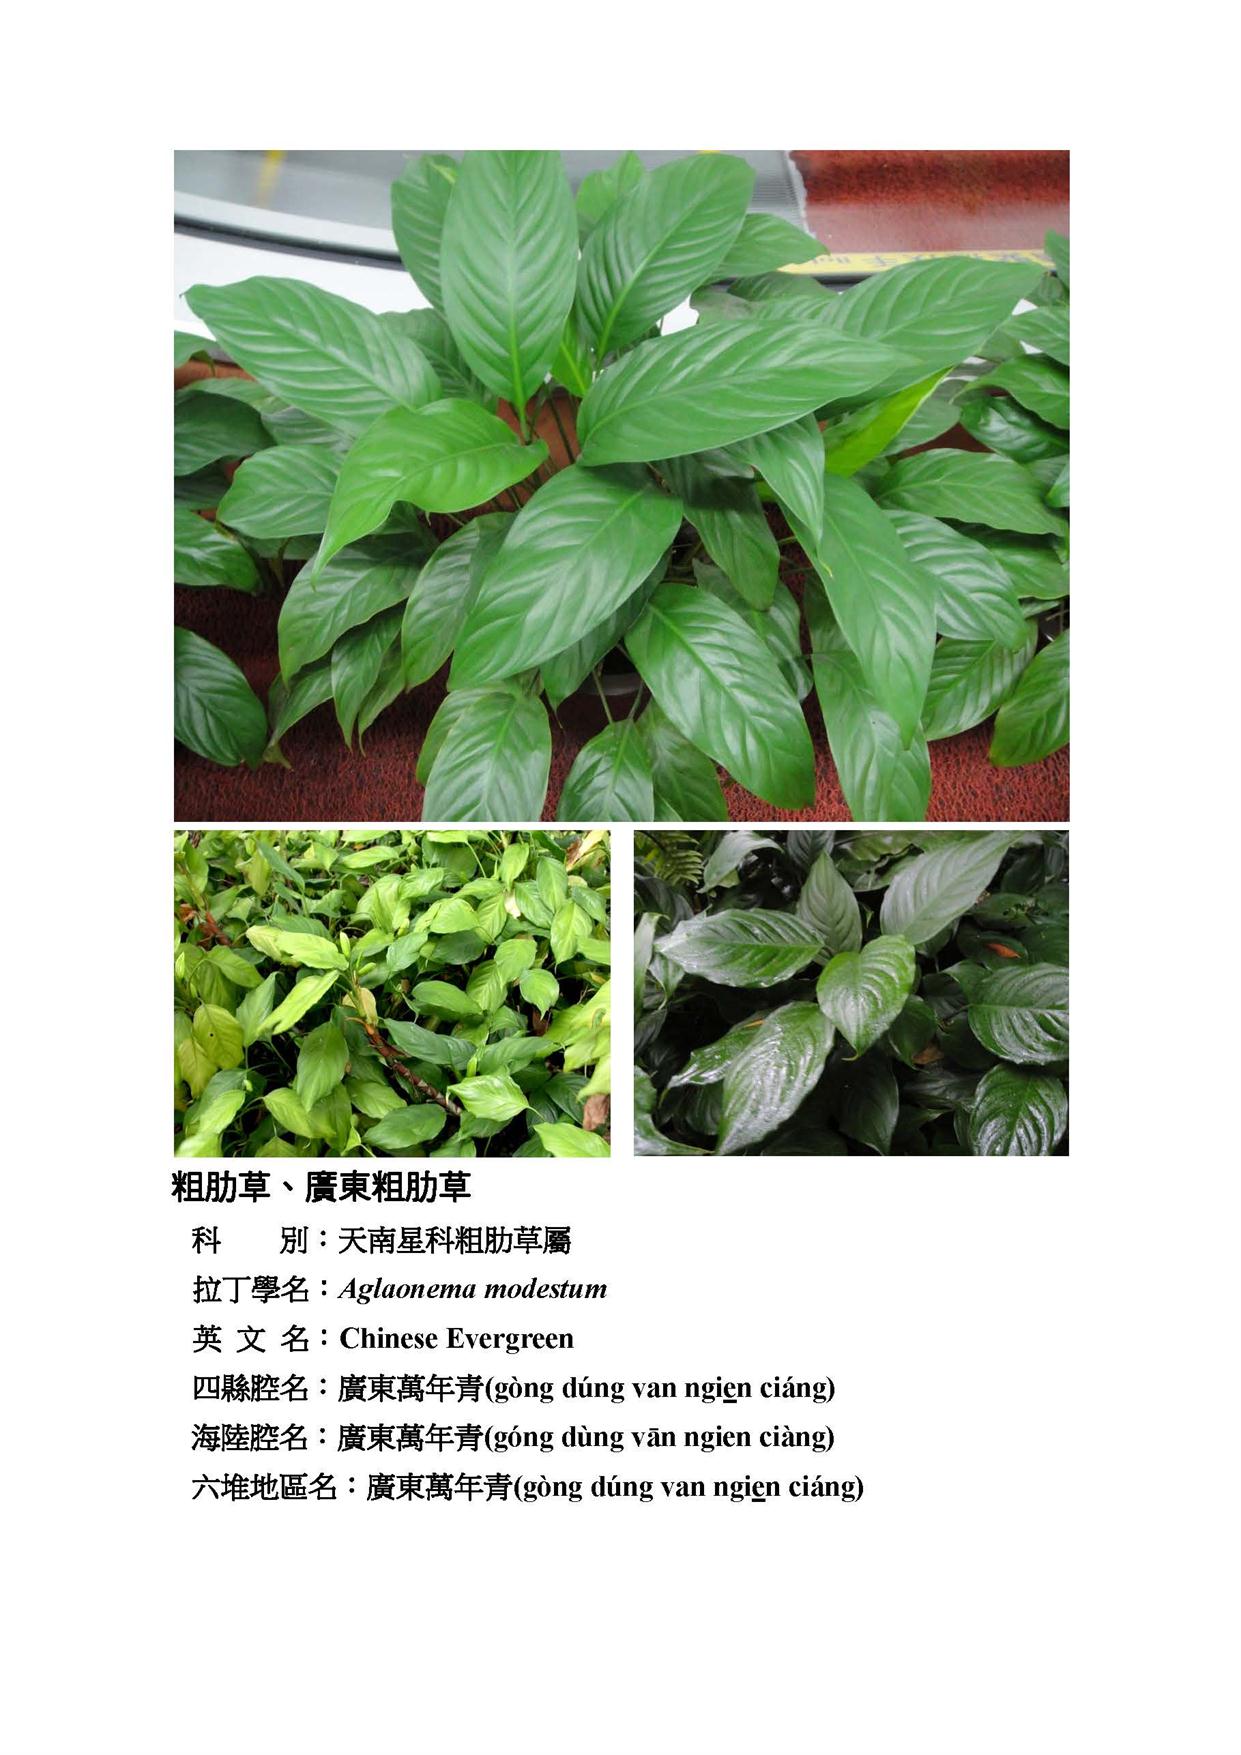 粗肋草、廣東粗肋草
科　　別：天南星科粗肋草屬
拉丁學名：Aglaonema modestum
英 文 名：Chinese Evergreen
四縣腔名：廣東萬年青(gòng dúng van ngien ciáng)
海陸腔名：廣東萬年青(góng dùng vān ngien ciàng)
六堆地區名：廣東萬年青(gòng dúng van ngien ciáng)